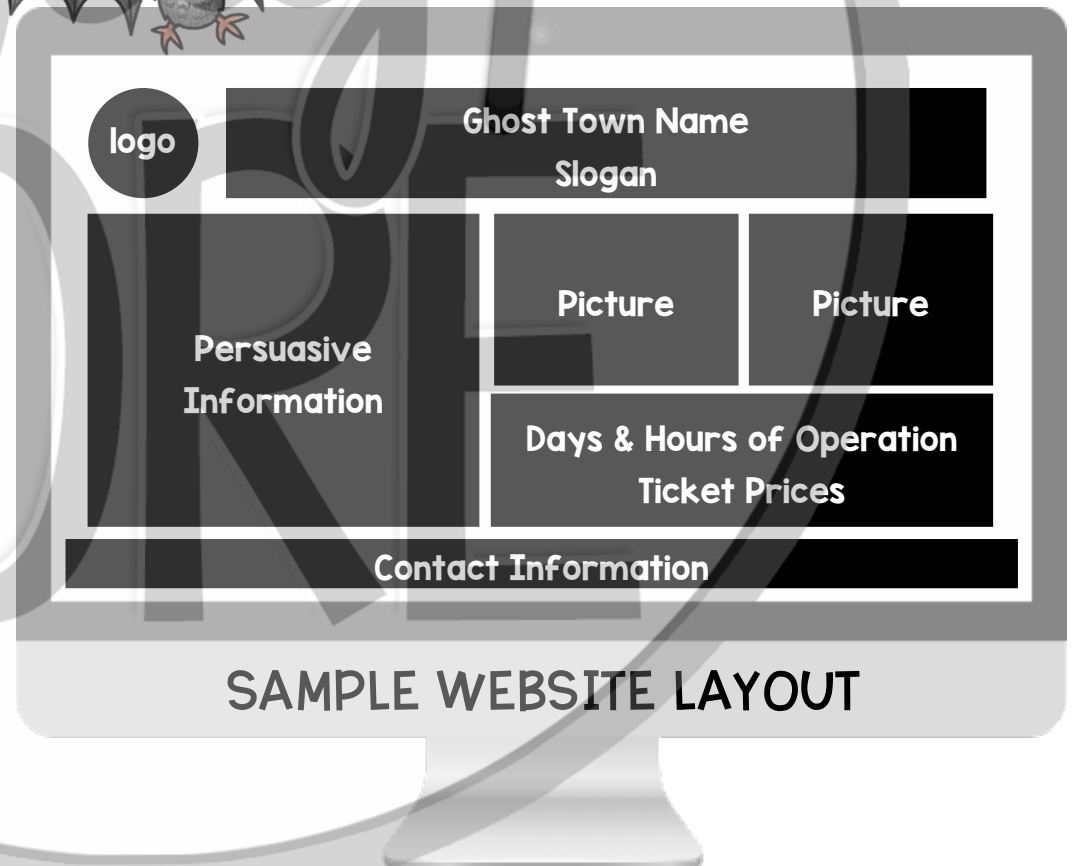 logo
Ghost Town Name
Slogan
Persuasive
Information
Picture
Picture
Days & Hours of Operation
Ticket Prices
Contact Information
SAMPLE WEBSITE LAYOUT